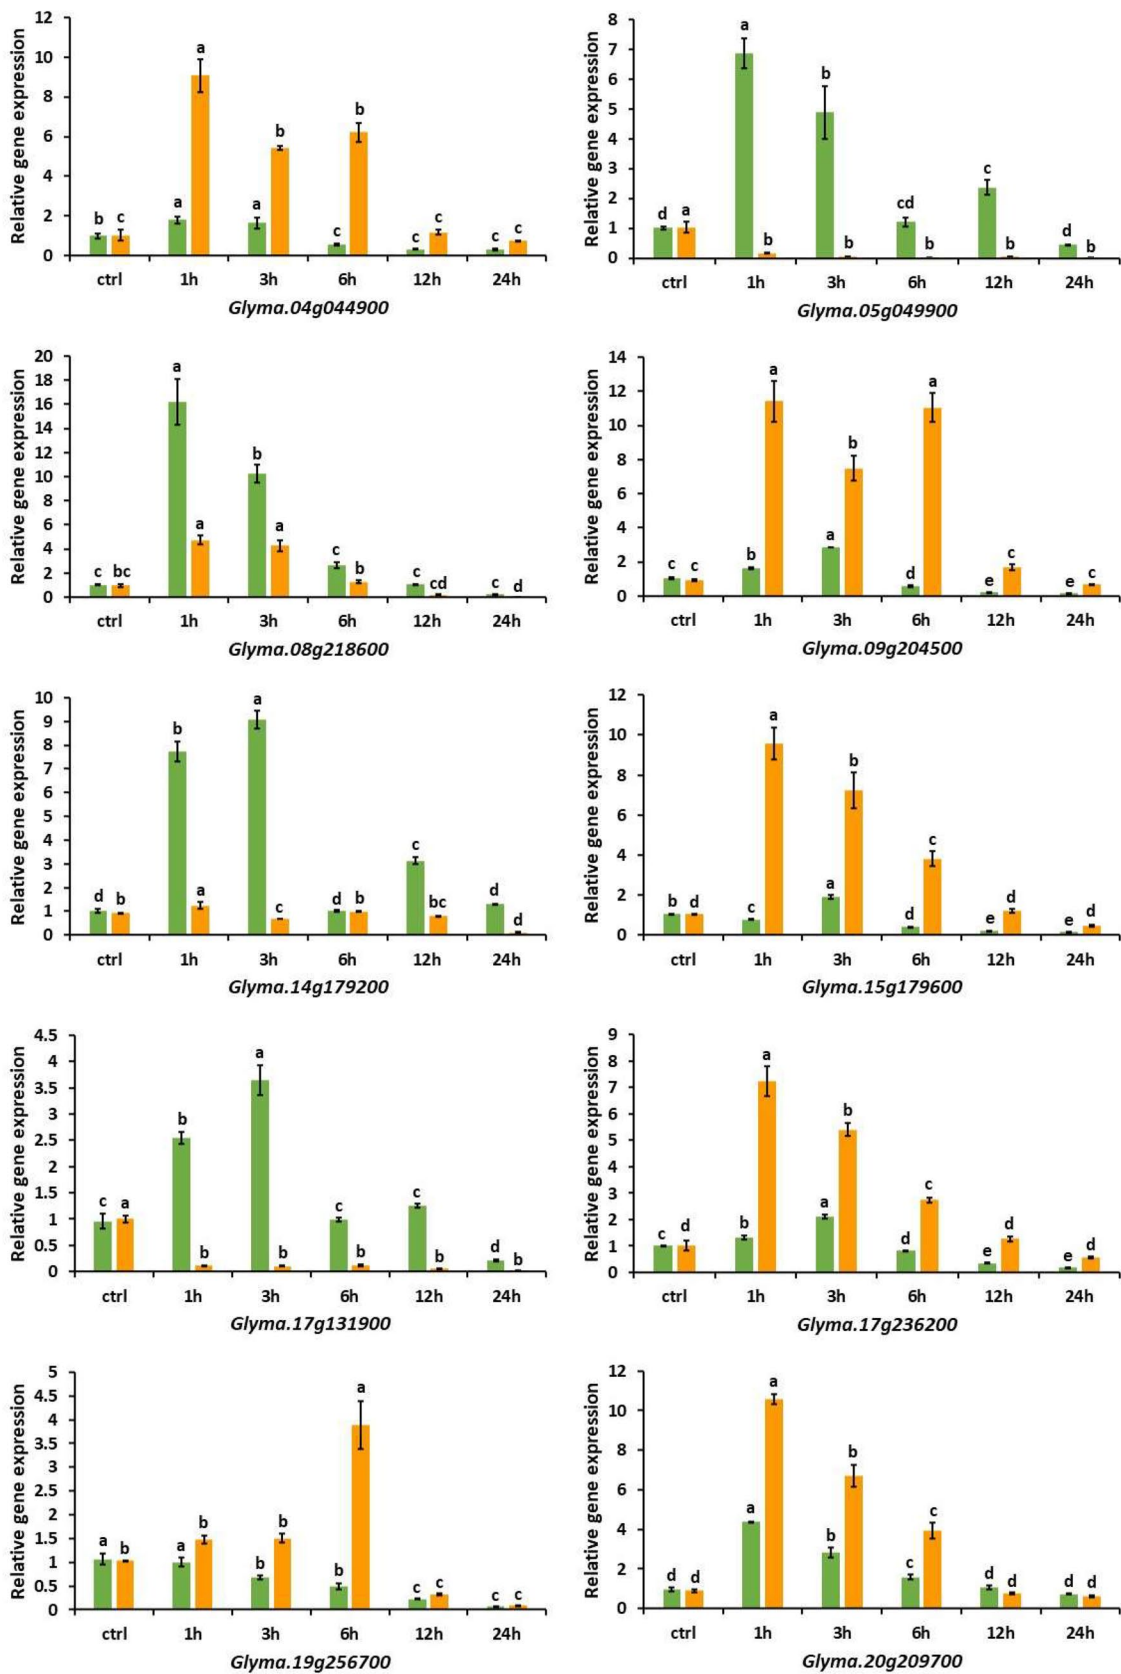 Relative gene expression
12
10
8
6
4
2
0
b c
a a
a b
c b
c c
c c
ctrl 1h 3h 6h 12h 24h
Glyma.04g044900
Relative gene expression
8
7
6
5
4
3
2
1
0
d a
a b
b b
cd b
c b
d b
ctrl 1h 3h 6h 12h 24h
Glyma.05g049900
Relative gene expression
20
18
16
14
12
10
8
6
4
2
0
c bc
a a
b a
c b
c cd
c d
ctrl 1h 3h 6h 12h 24h
Glyma.08g218600
Relative gene expression
14
12
10
8
6
4
2
0
c c
b a
a b
d a
e c
e c
ctrl 1h 3h 6h 12h 24h
Glyma.09g204500
Relative gene expression
10
9
8
7
6
5
4
3
2
1
0
d b
b a
a c
d b
c bc
d d
ctrl 1h 3h 6h 12h 24h
Glyma.14g179200
Relative gene expression
12
10
8
6
4
2
0
b d
c a
a b
d c
e d
e d
ctrl 1h 3h 6h 12h 24h
Glyma.15g179600
Relative gene expression
4.5
4
3.5
3
2.5
2
1.5
1
0.5
0
c a
b b
a b
c b
c b
d b
ctrl 1h 3h 6h 12h 24h
Glyma.17g131900
Relative gene expression
9
8
7
6
5
4
3
2
1
0
c d
b a
a b
d c
e d
e d
ctrl 1h 3h 6h 12h 24h
Glyma.17g236200
Relative gene expression
5
4.5
4
3.5
3
2.5
2
1.5
1
0.5
0
a b
a b
b b
b a
c c
c c
ctrl 1h 3h 6h 12h 24h
Glyma.19g256700
Relative gene expression
12
10
8
6
4
2
0
d d
a a
b b
c c
d d
d d
ctrl 1h 3h 6h 12h 24h
Glyma.20g209700